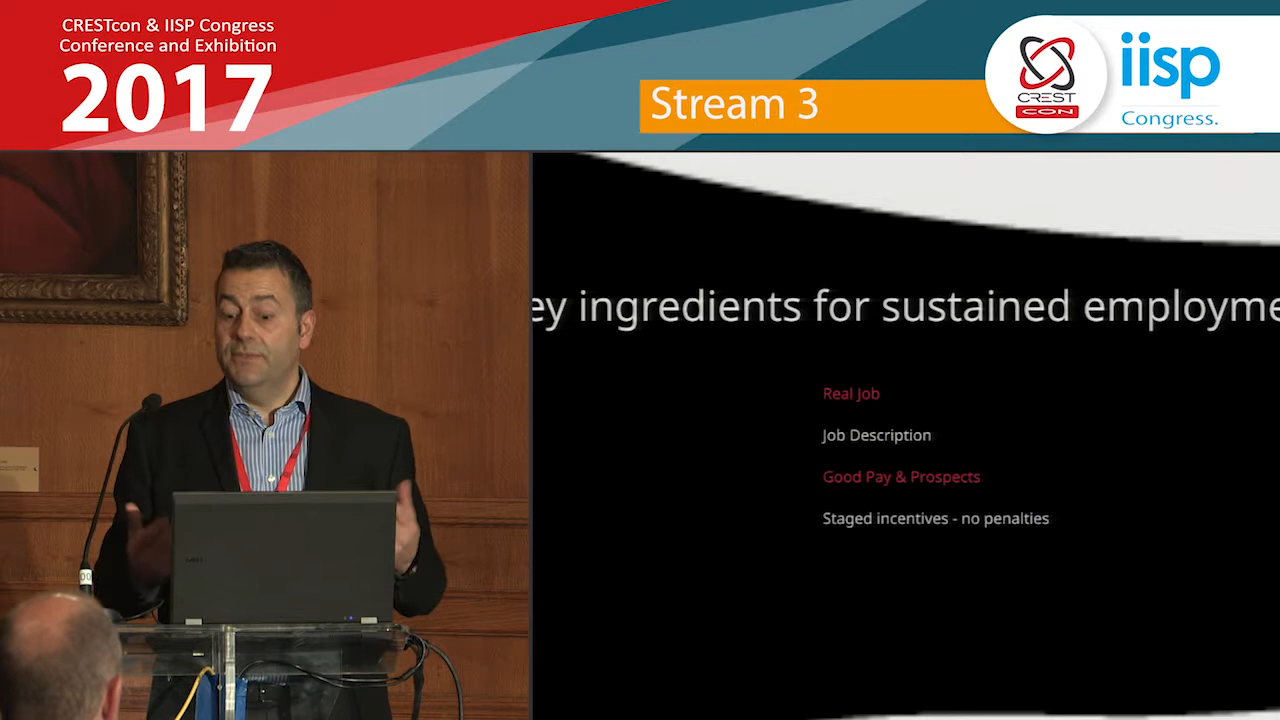 CRESTcon & IISP Congress
Conference and Exhibition
2017
Stream 3
CREST
CON
iisp
Congress.
ey ingredients for sustained employme
Real Job
Job Description
Good Pay & Prospects
Staged incentives - no penalties